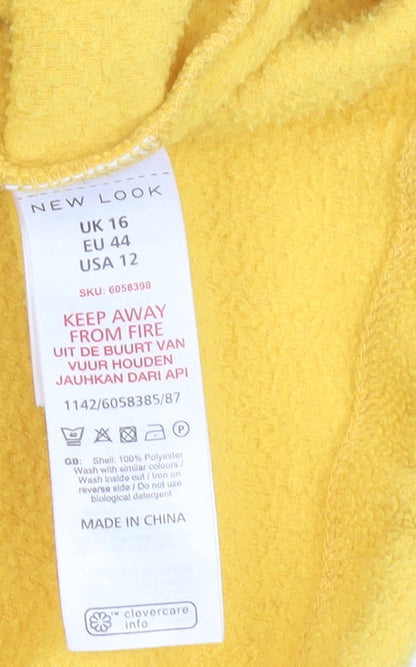 NEW LOOK
UK 16
EU 44
USA 12
SKU: 6058398
KEEP AWAY
FROM FIRE
UIT DE BUURT VAN
VUUR HOUDEN
JAUHKAN DARI API
1142/6058385/87
40 P
GB: Shell: 100% Polyester
Wash with similar colours /
Wash inside out / Iron on
reverse side / Do not use
biological detergent
MADE IN CHINA
™ clevercare
info